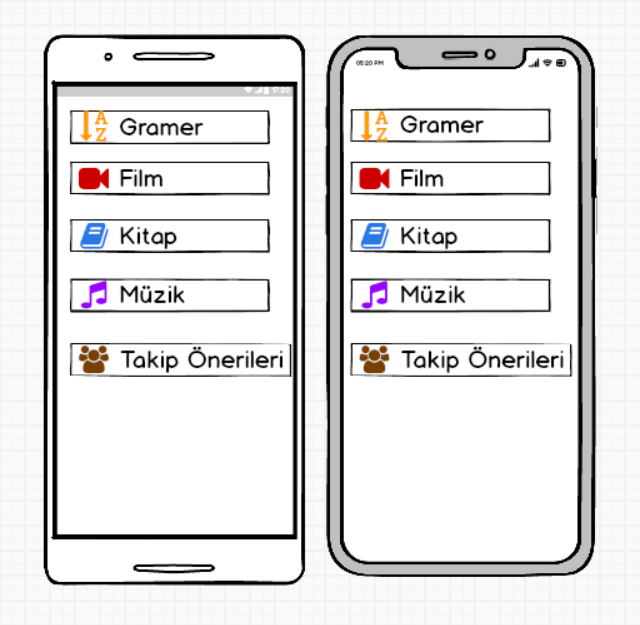 Gramer
Film
Kitap
Müzik
Takip Önerileri
05:20 PM
Gramer
Film
Kitap
Müzik
Takip Önerileri